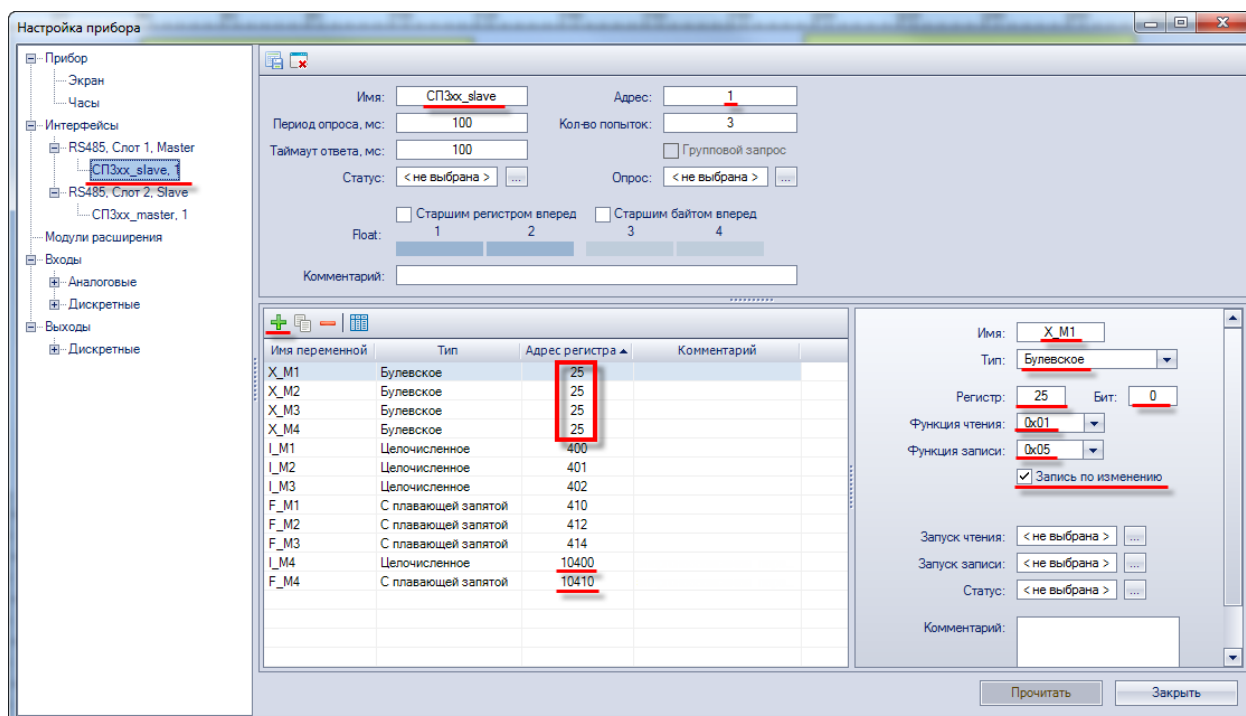 Настройка прибора
Прибор
Экран
Часы
Интерфейсы
RS485, Слот 1, Master
СП3xx_slave, 1
RS485, Слот 2, Slave
СП3xx_master, 1
Модули расширения
Входы
Аналоговые
Дискретные
Выходы
Дискретные
Имя: СП3xx_slave Адрес: 1
Период опроса, мс: 100 Кол-во попыток: 3
Таймаут ответа, мс: 100 Групповой запрос
Статус: < не выбрана > ... Опрос: < не выбрана > ...
Старшим регистром вперед Старшим байтом вперед
Float: 1 2 3 4
Комментарий:
Имя переменной Тип Адрес регистра Комментарий
X_M1 Булевское 25
X_M2 Булевское 25
X_M3 Булевское 25
X_M4 Булевское 25
I_M1 Целочисленное 400
I_M2 Целочисленное 401
I_M3 Целочисленное 402
F_M1 С плавающей запятой 410
F_M2 С плавающей запятой 412
F_M3 С плавающей запятой 414
I_M4 Целочисленное 10400
F_M4 С плавающей запятой 10410
Имя: X_M1
Тип: Булевское
Регистр: 25 Бит: 0
Функция чтения: 0x01
Функция записи: 0x05
Запись по изменению
Запуск чтения: < не выбрана > ...
Запуск записи: < не выбрана > ...
Статус: < не выбрана > ...
Комментарий:
Прочитать Закрыть